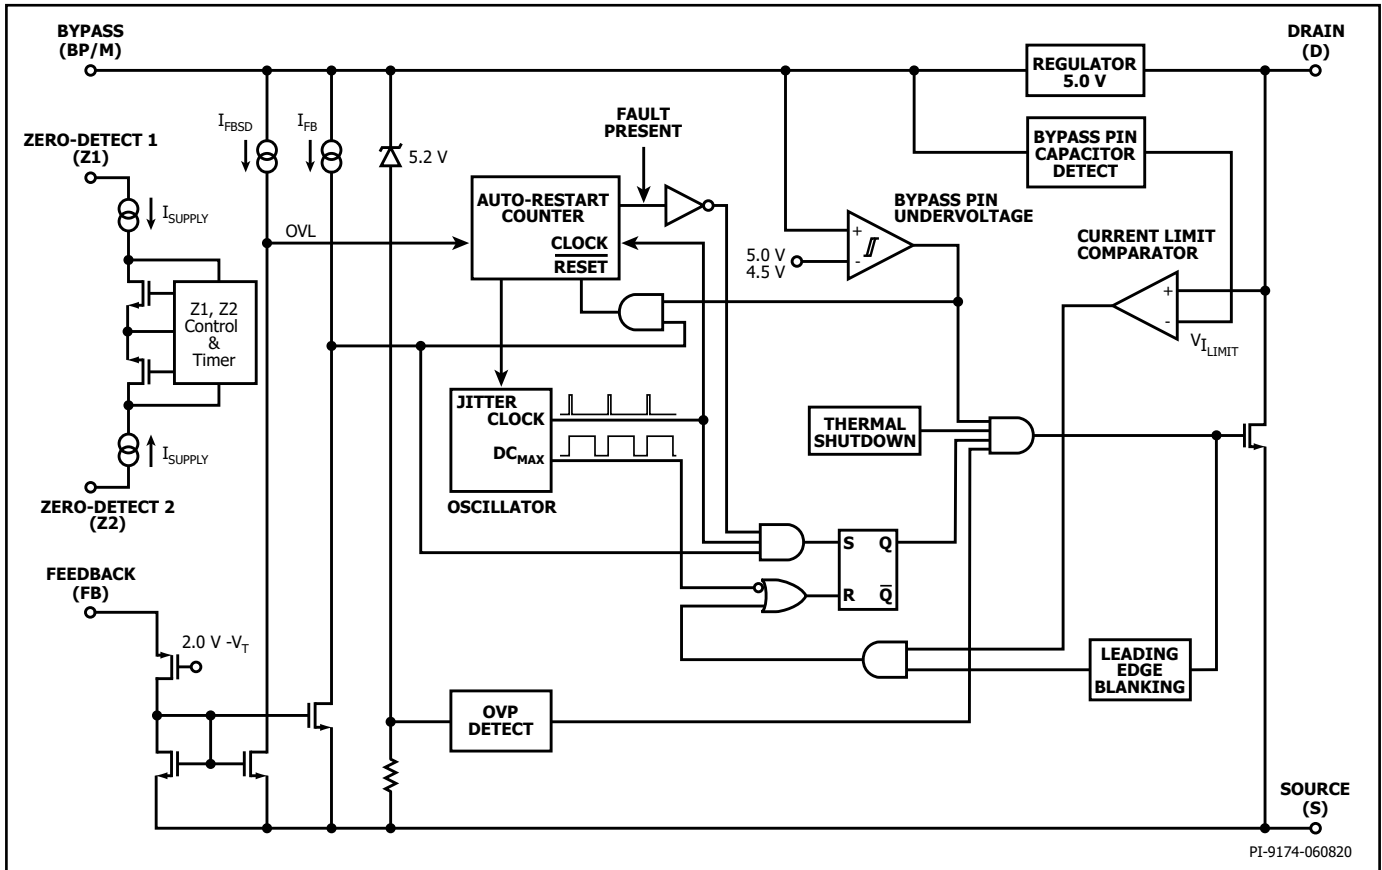 BYPASS
(BP/M)
DRAIN
(D)
REGULATOR
5.0 V
I_FBSD
I_FB
FAULT
PRESENT
ZERO-DETECT 1
(Z1)
5.2 V
BYPASS PIN
CAPACITOR
DETECT
I_SUPPLY
AUTO-RESTART
COUNTER
CLOCK
RESET
BYPASS PIN
UNDERVOLTAGE
OVL
+
-
5.0 V
4.5 V
CURRENT LIMIT
COMPARATOR
+
-
V_I_LIMIT
Z1, Z2
Control
&
Timer
JITTER
CLOCK
DC_MAX
OSCILLATOR
THERMAL
SHUTDOWN
I_SUPPLY
ZERO-DETECT 2
(Z2)
S Q
R Q̅
FEEDBACK
(FB)
2.0 V -V_T
LEADING
EDGE
BLANKING
OVP
DETECT
SOURCE
(S)
PI-9174-060820